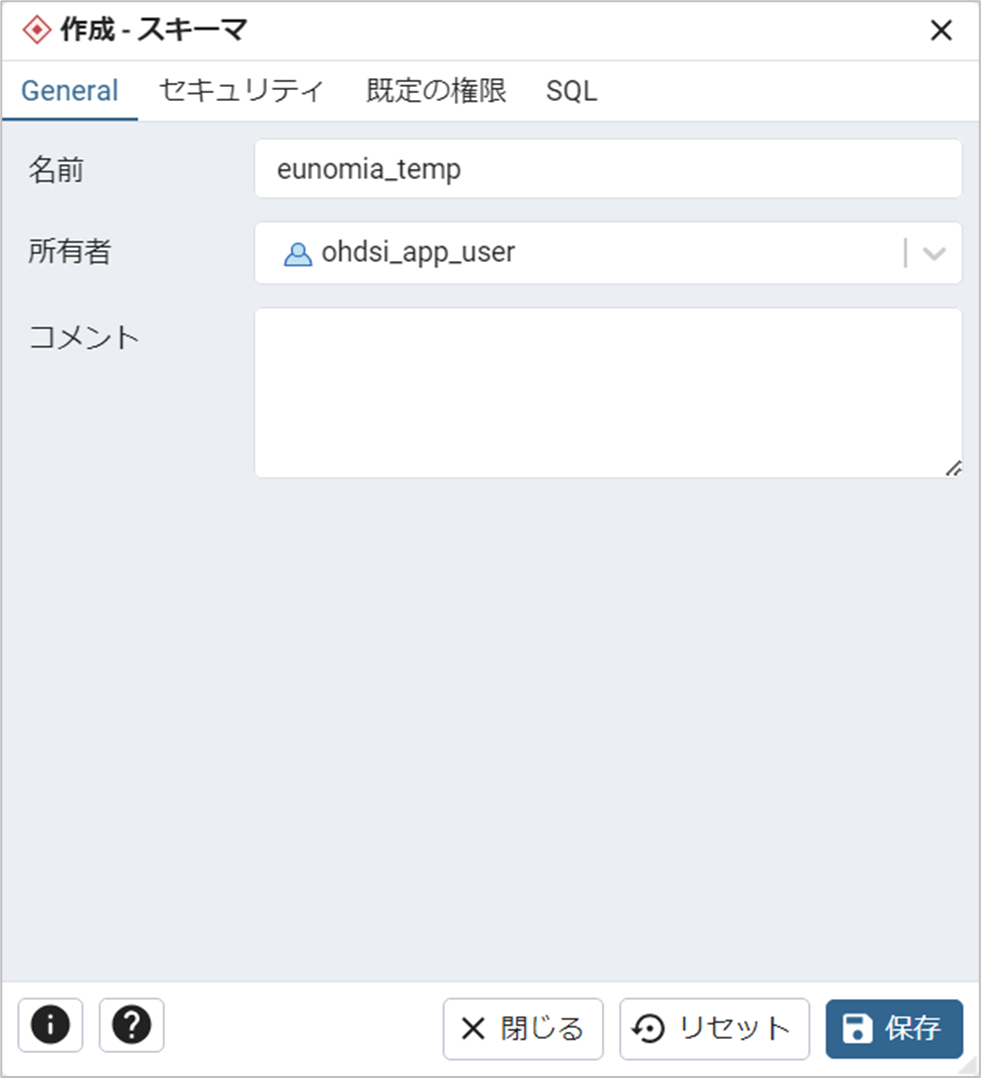 作成 - スキーマ
General セキュリティ 既定の権限 SQL
名前 eunomia_temp
所有者 ohdsi_app_user
コメント
閉じる リセット 保存